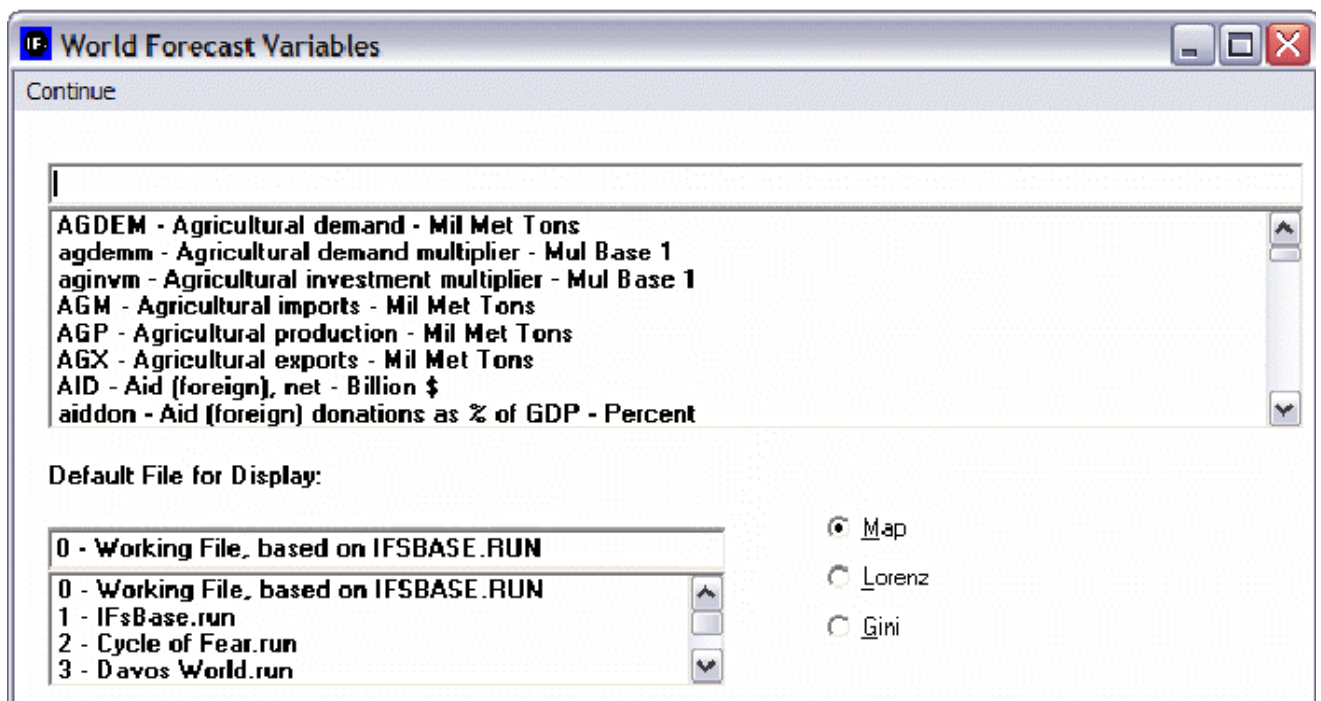 IFs World Forecast Variables
Continue
AGDEM - Agricultural demand - Mil Met Tons
agdemm - Agricultural demand multiplier - Mul Base 1
aginvm - Agricultural investment multiplier - Mul Base 1
AGM - Agricultural imports - Mil Met Tons
AGP - Agricultural production - Mil Met Tons
AGX - Agricultural exports - Mil Met Tons
AID - Aid (foreign), net - Billion $
aiddon - Aid (foreign) donations as % of GDP - Percent
Default File for Display:
0 - Working File, based on IFSBASE.RUN
0 - Working File, based on IFSBASE.RUN
1 - IFsBase.run
2 - Cycle of Fear.run
3 - Davos World.run
Map
Lorenz
Gini